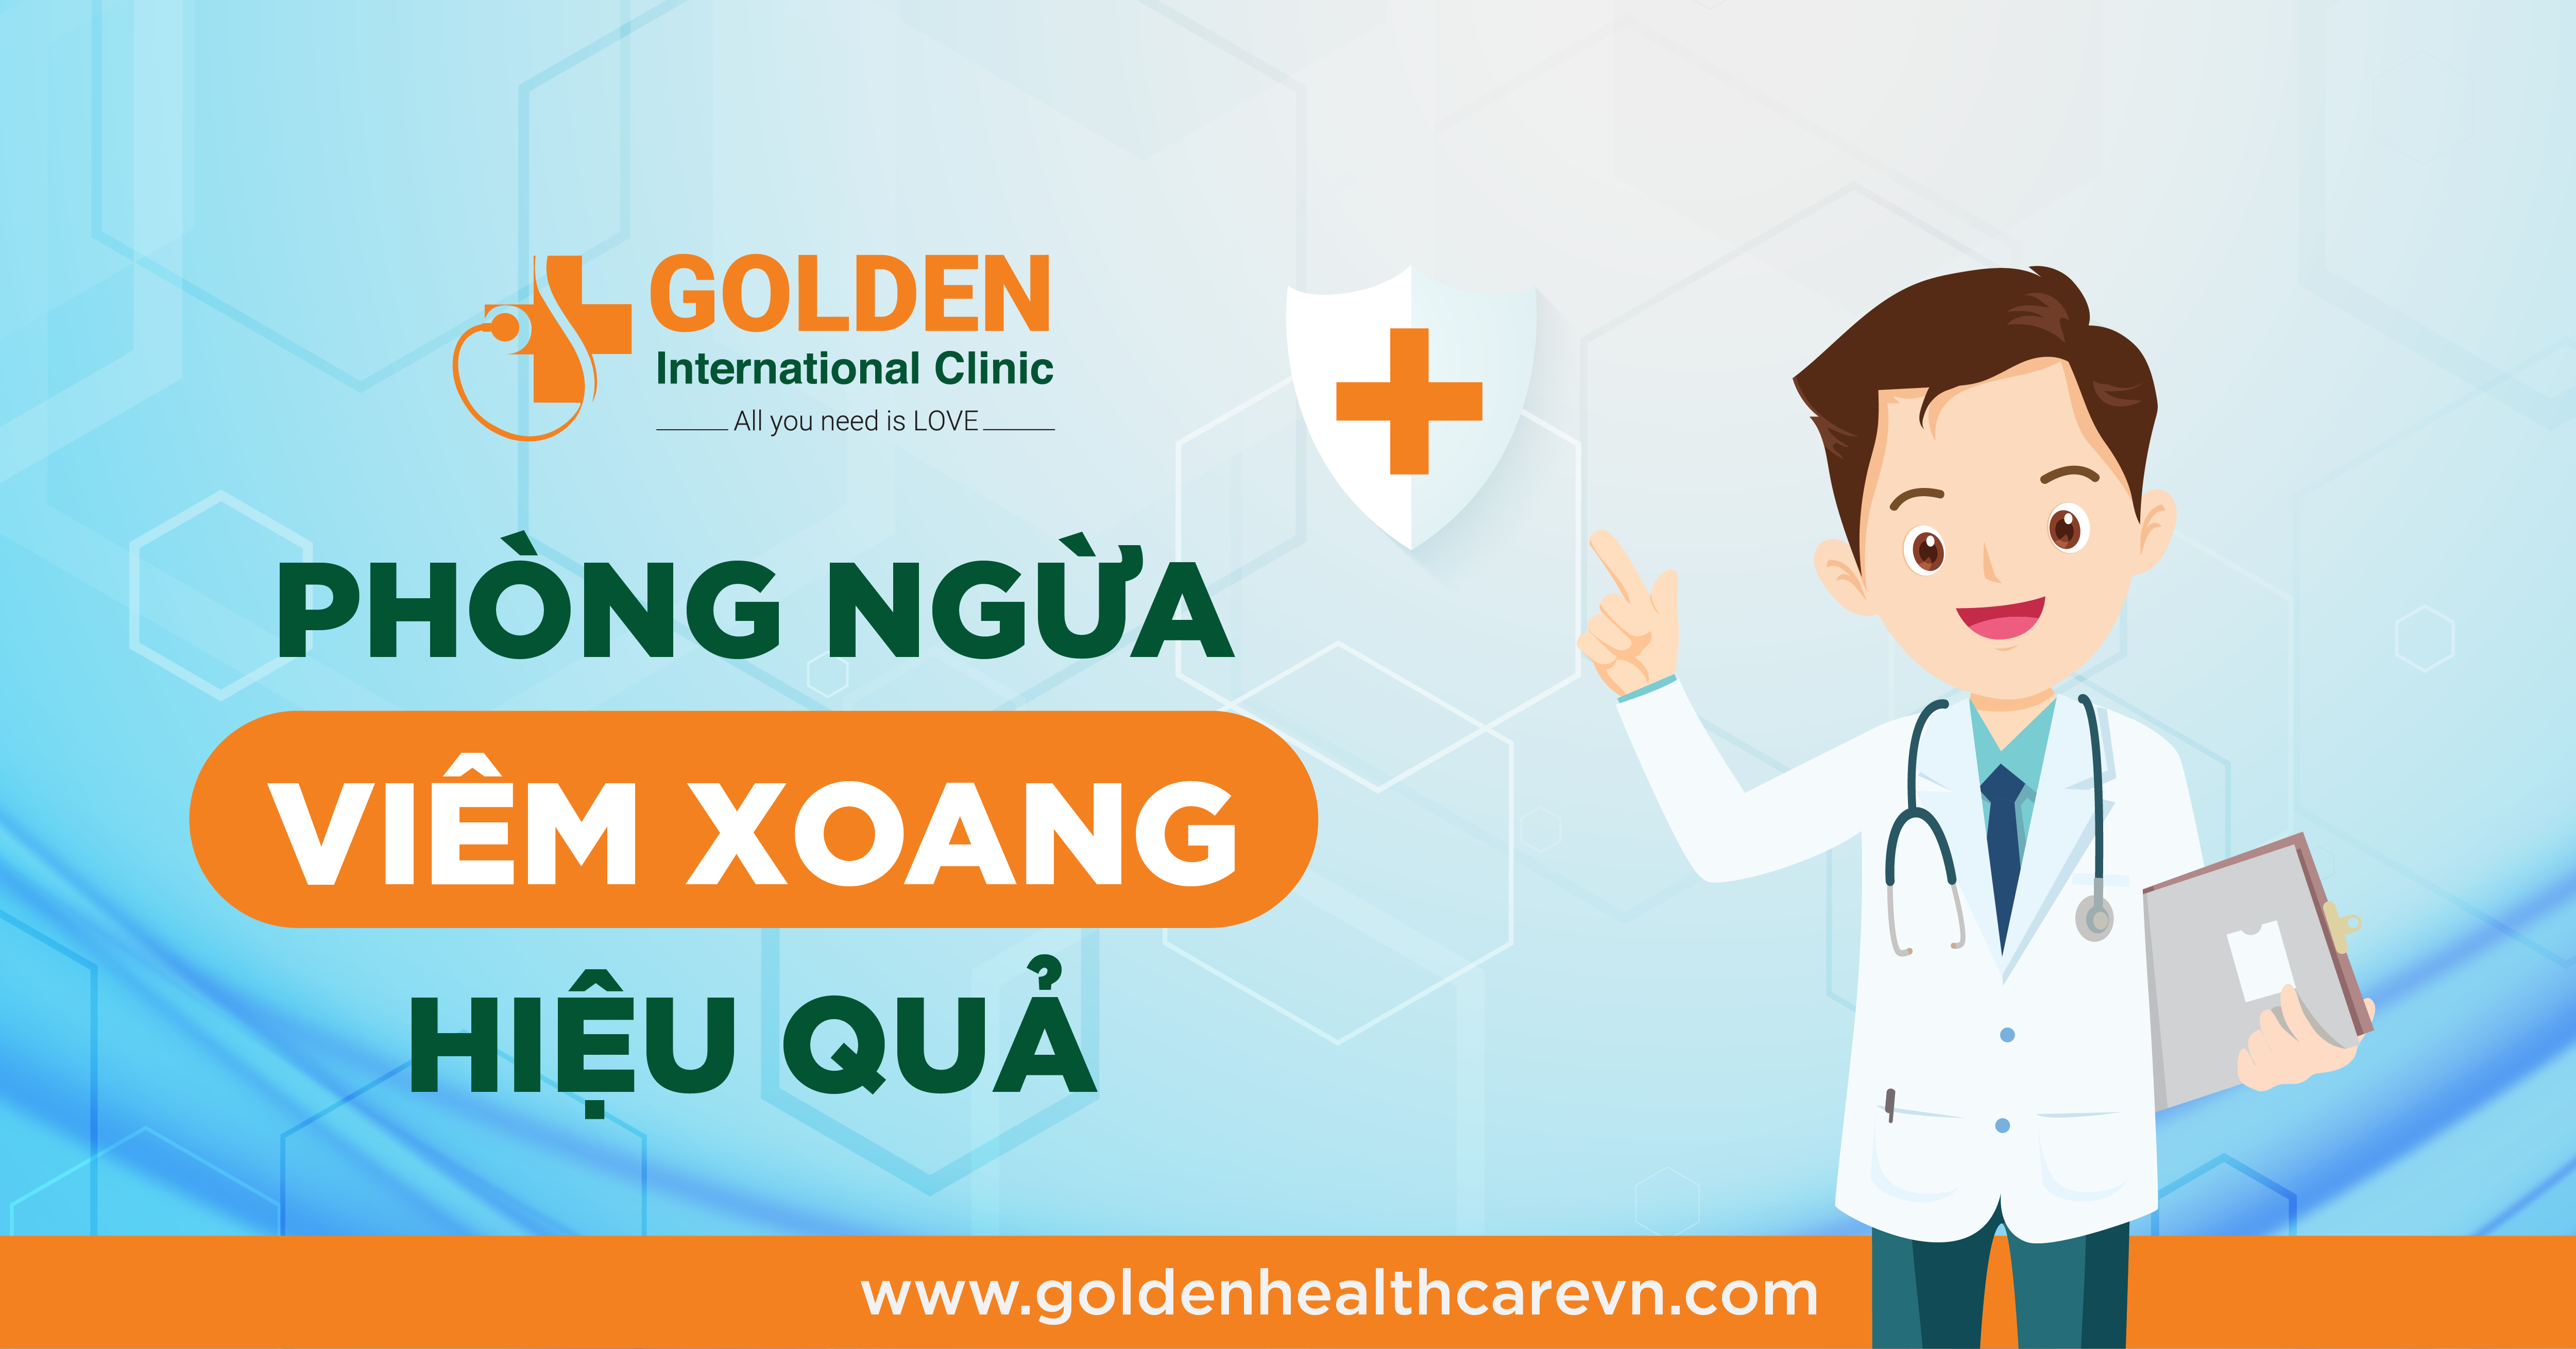 GOLDEN
International Clinic
All you need is LOVE
PHÒNG NGỪA
VIÊM XOANG
HIỆU QUẢ
www.goldenhealthcarevn.com